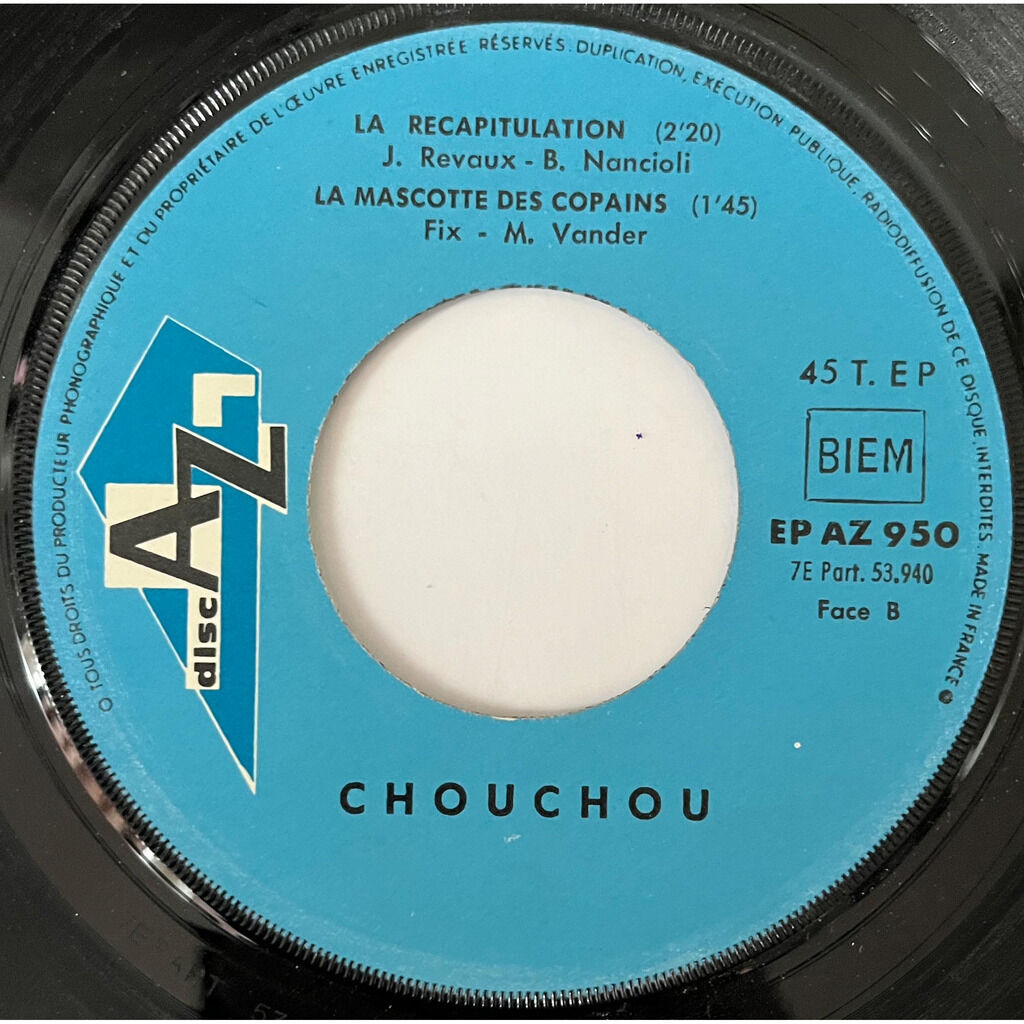 O TOUS DROITS DU PRODUCTEUR PHONOGRAPHIQUE ET DU PROPRIÉTAIRE DE L'ŒUVRE ENREGISTRÉE RÉSERVÉS. DUPLICATION, EXÉCUTION PUBLIQUE, RADIODIFFUSION DE CE DISQUE, INTERDITES. MADE IN FRANCE
LA RECAPITULATION (2'20)
J. Revaux - B. Nancioli
LA MASCOTTE DES COPAINS (1'45)
Fix - M. Vander
disc AZ
45 T. EP
BIEM
EP AZ 950
7E Part. 53.940
Face B
CHOUCHOU